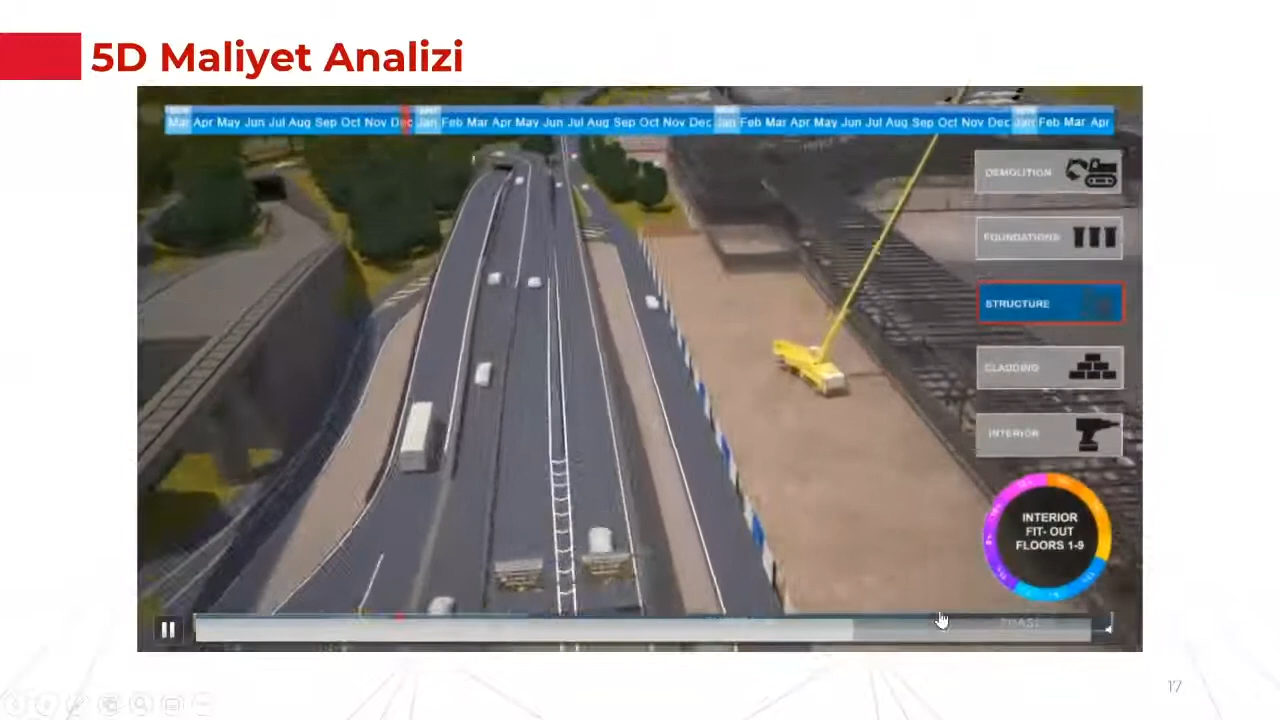 5D Maliyet Analizi
Mar Apr May Jun Jul Aug Sep Oct Nov Dec Jan Feb Mar Apr May Jun Jul Aug Sep Oct Nov Dec Jan Feb Mar Apr May Jun Jul Aug Sep Oct Nov Dec Jan Feb Mar Apr
DEMOLITION
FOUNDATIONS
STRUCTURE
CLADDING
INTERIOR
INTERIOR
FIT- OUT
FLOORS 1-9
17